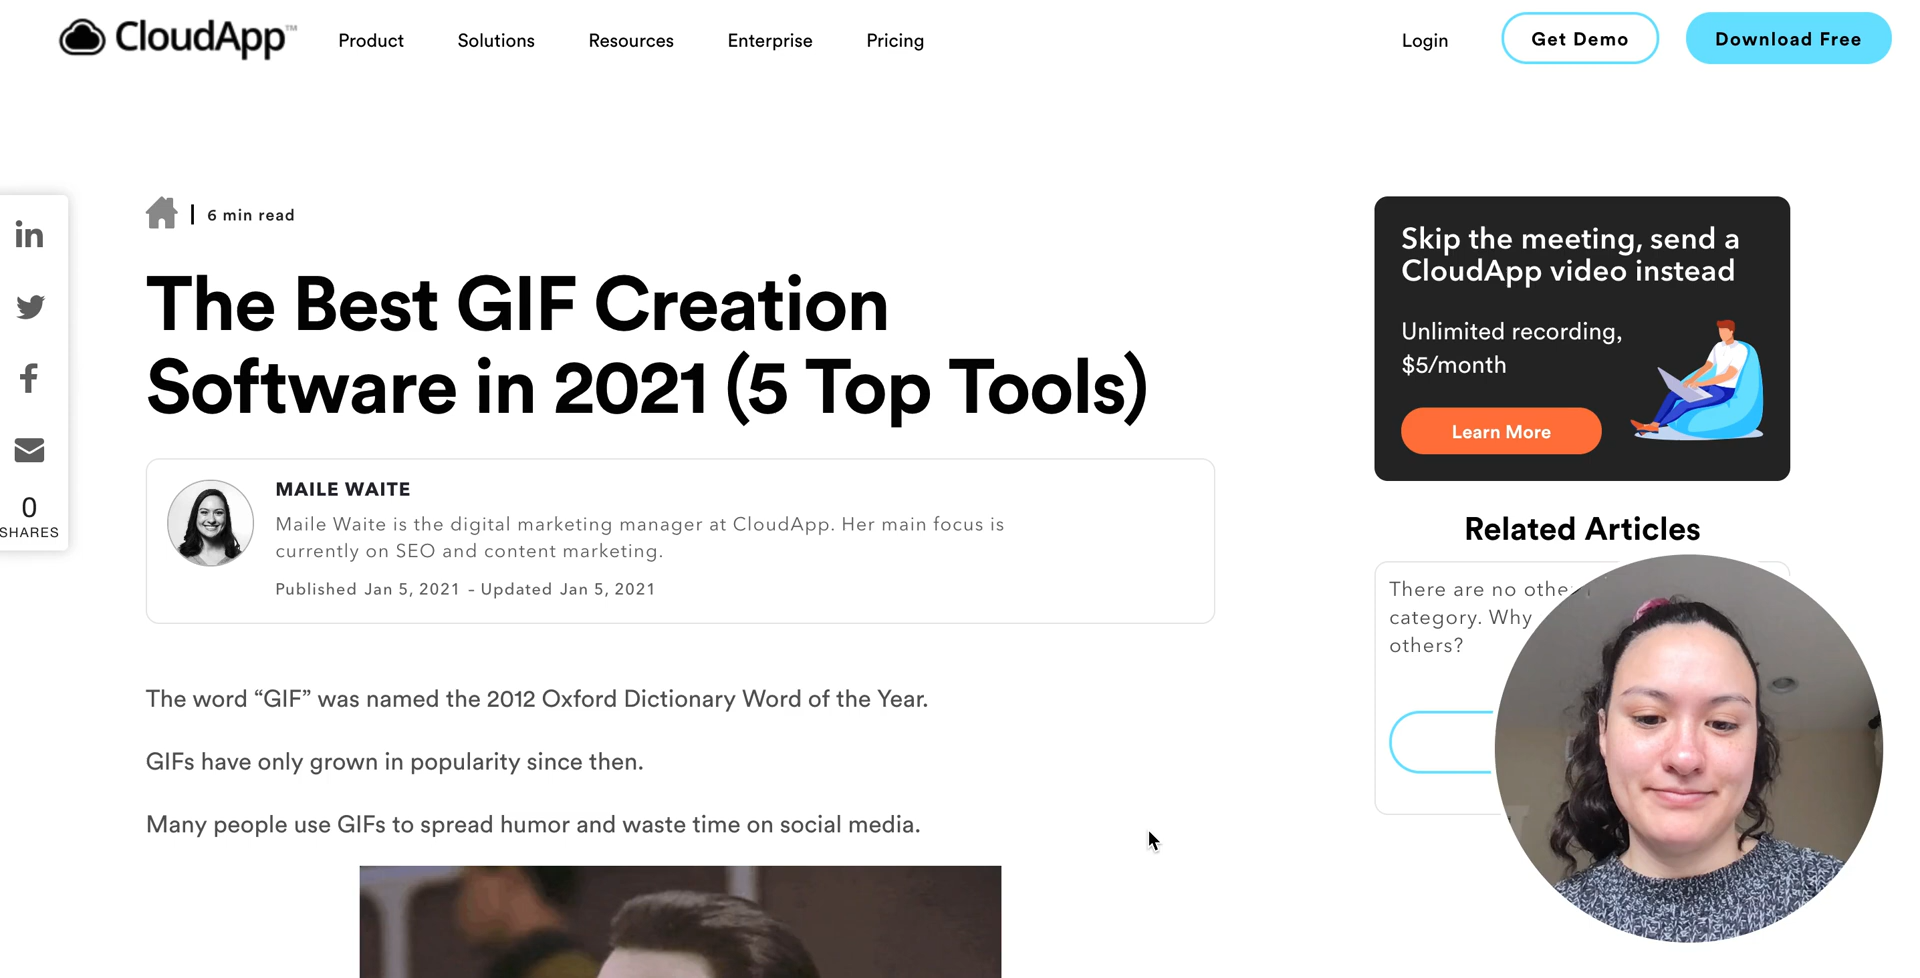 CloudApp™
Product
Solutions
Resources
Enterprise
Pricing
Login
Get Demo
Download Free
in
0
SHARES
6 min read
The Best GIF Creation
Software in 2021 (5 Top Tools)
MAILE WAITE
Maile Waite is the digital marketing manager at CloudApp. Her main focus is
currently on SEO and content marketing.
Published Jan 5, 2021 - Updated Jan 5, 2021
The word “GIF” was named the 2012 Oxford Dictionary Word of the Year.
GIFs have only grown in popularity since then.
Many people use GIFs to spread humor and waste time on social media.
Skip the meeting, send a
CloudApp video instead
Unlimited recording,
$5/month
Learn More
Related Articles
There are no othe
category. Why
others?